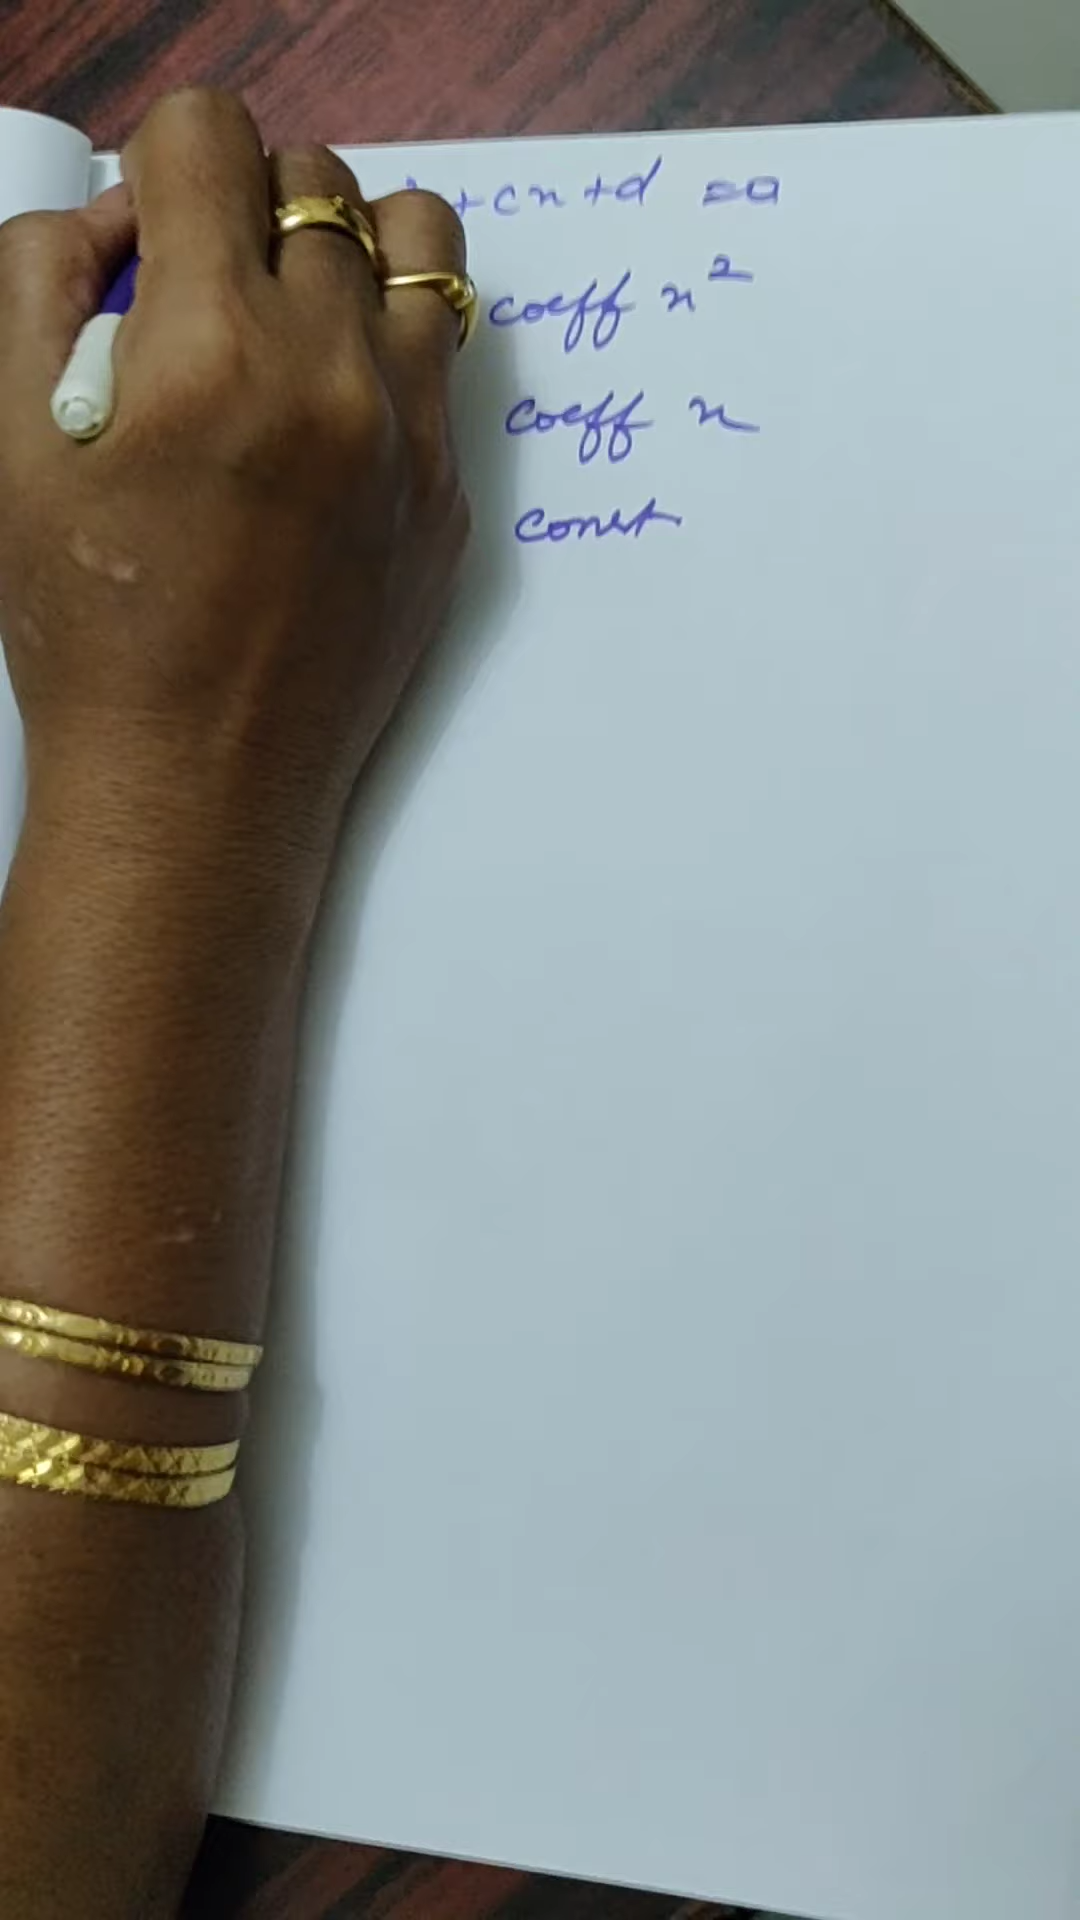 +cx+d =0
coeff x²
coeff x
const